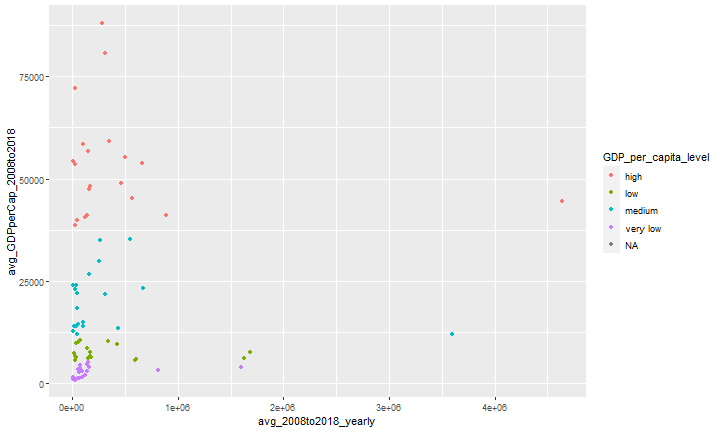 75000
50000
25000
0
0e+00 1e+06 2e+06 3e+06 4e+06
avg_2008to2018_yearly
avg_GDPperCap_2008to2018
GDP_per_capita_level
high
low
medium
very low
NA